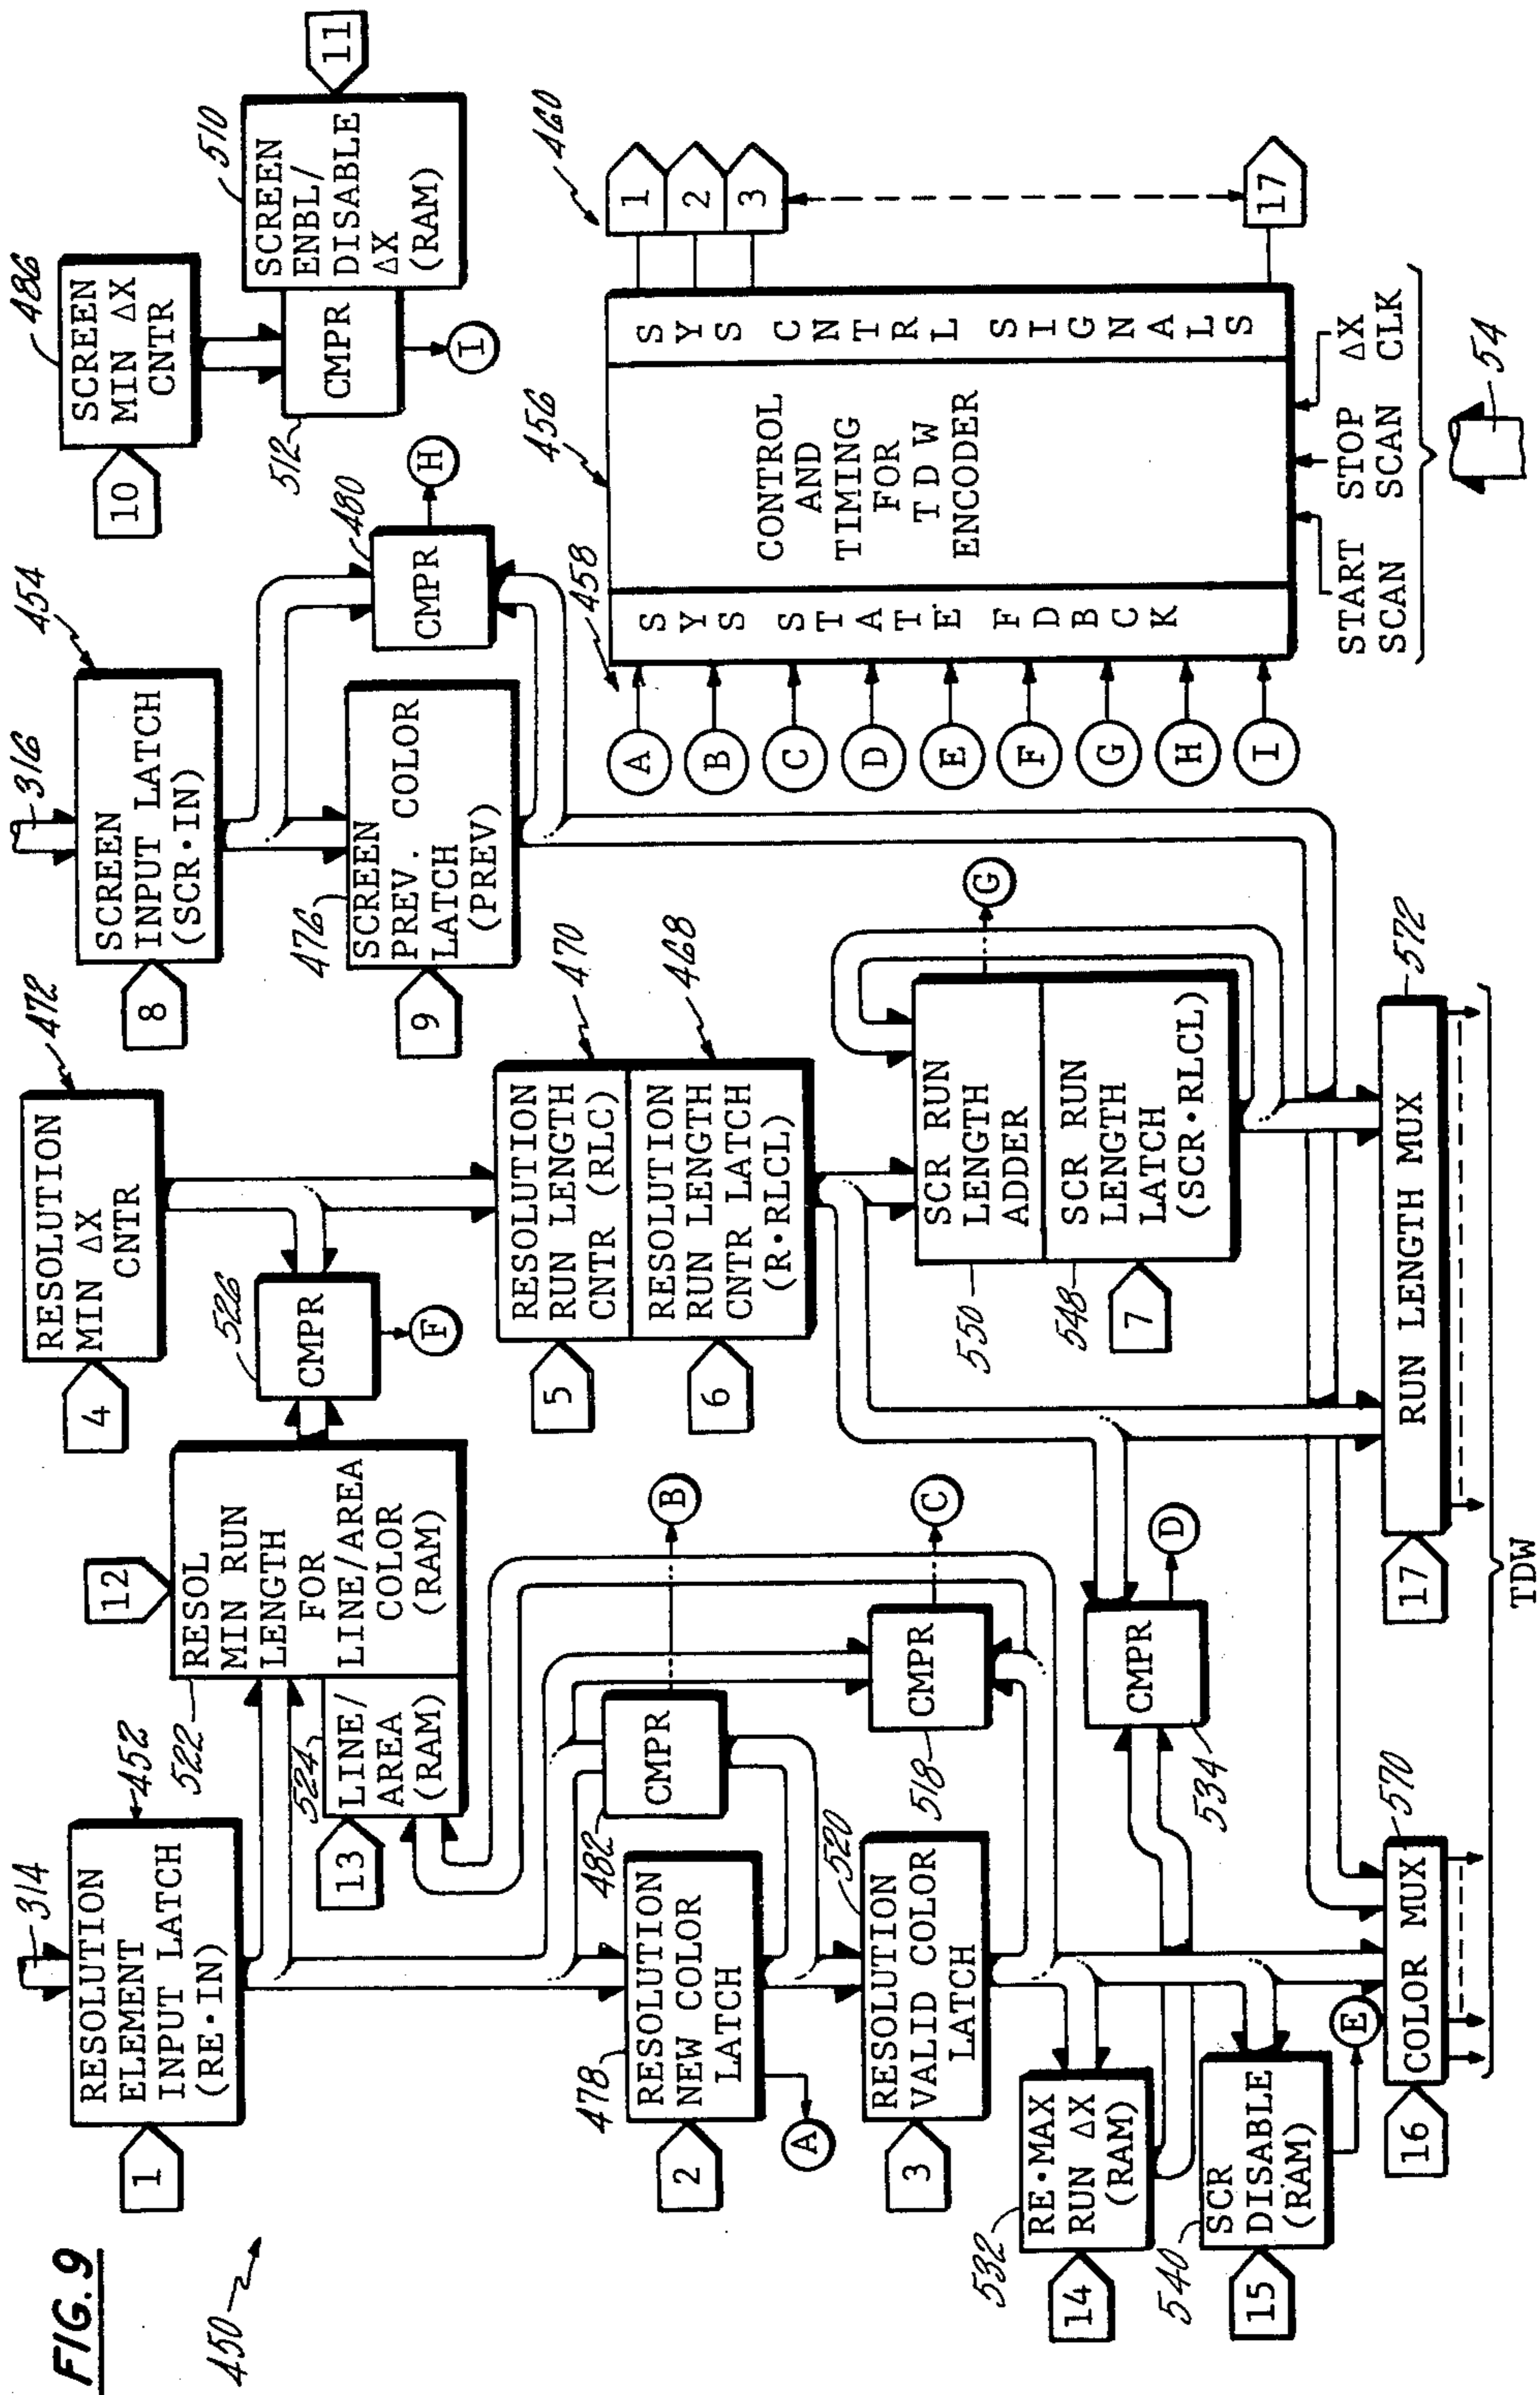 FIG. 9
450
314
RESOLUTION
ELEMENT
INPUT LATCH
(RE·IN)
452
1
12
RESOL
MIN RUN
LENGTH
FOR
LINE/AREA
COLOR
(RAM)
522
LINE/
AREA
(RAM)
524
13
472
RESOLUTION
MIN ΔX
CNTR
4
CMPR
526
F
316
SCREEN
INPUT LATCH
(SCR·IN)
454
8
SCREEN
MIN ΔX
CNTR
486
10
SCREEN
ENBL/
DISABLE
ΔX
(RAM)
510
11
CMPR
512
I
RESOLUTION
NEW COLOR
LATCH
478
2
A
CMPR
482
B
RESOLUTION
RUN LENGTH
CNTR (RLC)
470
5
RESOLUTION
RUN LENGTH
CNTR LATCH
(R·RLCL)
468
6
SCREEN
PREV. COLOR
LATCH
(PREV)
476
9
CMPR
480
H
RESOLUTION
VALID COLOR
LATCH
520
3
CMPR
518
C
SCR RUN
LENGTH
ADDER
550
G
SCR RUN
LENGTH
LATCH
(SCR·RLCL)
548
7
RE·MAX
RUN ΔX
(RAM)
532
14
CMPR
534
D
SCR
DISABLE
(RAM)
540
15
E
COLOR MUX
570
16
RUN LENGTH MUX
572
17
TDW
458
456
460
A
B
C
D
E
F
G
H
I
SYS STATE FDBCK
CONTROL
AND
TIMING
FOR
TDW
ENCODER
SYS CNTRL SIGNALS
1
2
3
17
START SCAN
STOP SCAN
ΔX CLK
54